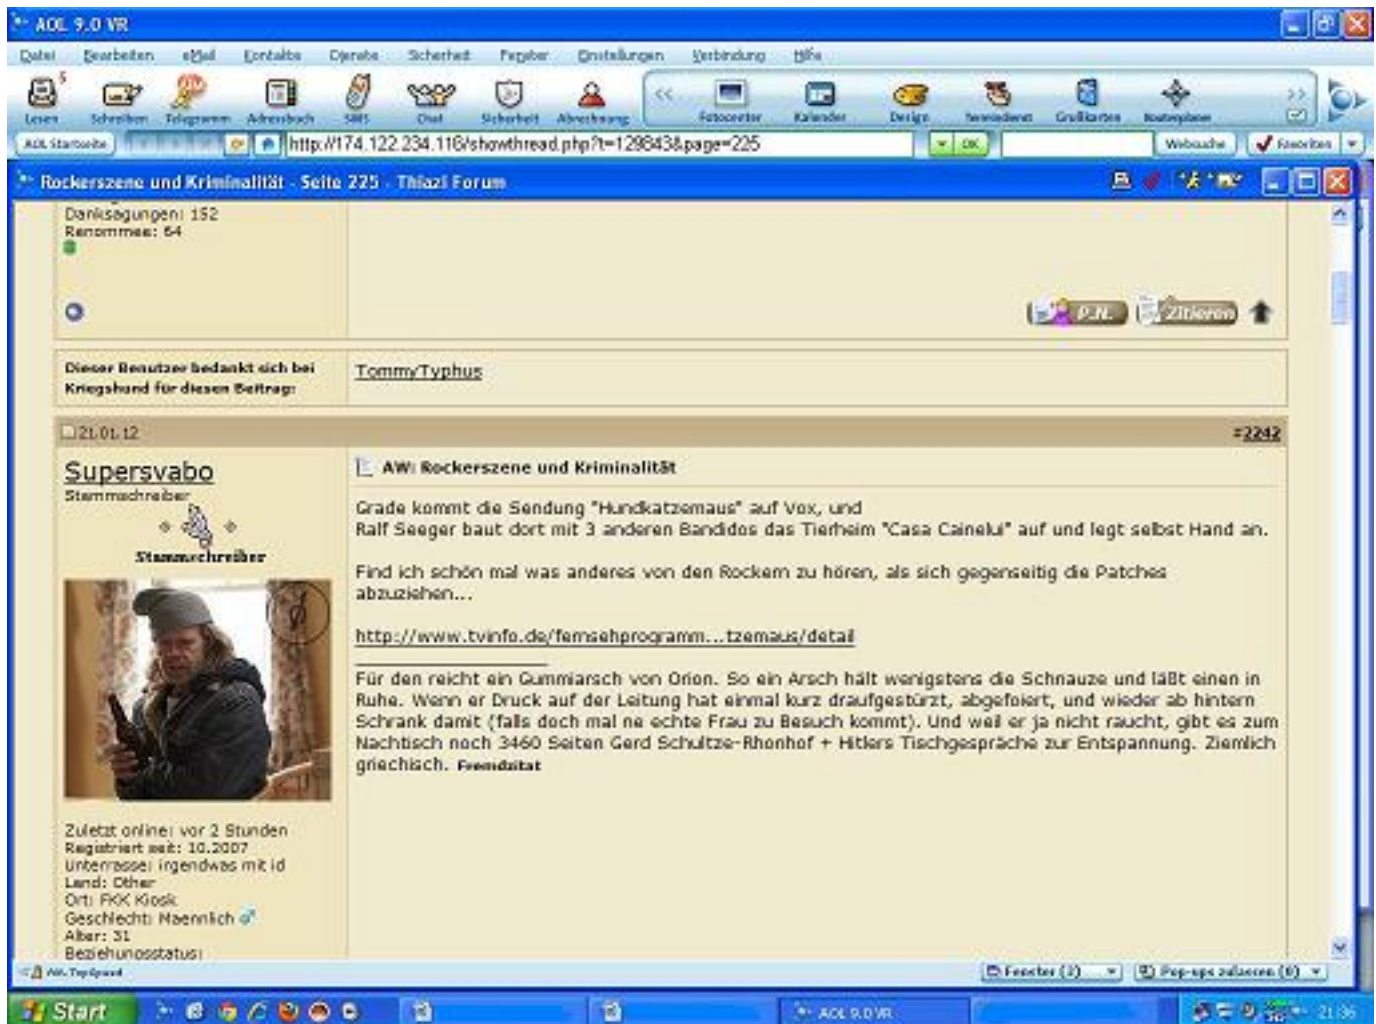 AOL 9.0 VR
Datei Bearbeiten eMail Kontakte Dienste Sicherheit Fenster Einstellungen Verbindung Hilfe
5
Lesen Schreiben Telegramm Adressbuch SMS Chat Sicherheit Abrechnung << Fotocenter Kalender Design Grußkarten Routenplaner >>
AOL Startseite http://174.122.234.116/showthread.php?t=129843&page=225 OK Websuche Favoriten
Rockerszene und Kriminalität - Seite 225 - Thiazi Forum
Danksagungen: 152
Renommee: 64
P.N. Zitieren
Dieser Benutzer bedankt sich bei
Kriegshund für diesen Beitrag:
TommyTyphus
21.01.12 #2242
Supersvabo
Stammschreiber
Stammschreiber
AW: Rockerszene und Kriminalität
Grade kommt die Sendung "Hundkatzemaus" auf Vox, und
Ralf Seeger baut dort mit 3 anderen Bandidos das Tierheim "Casa Cainelui" auf und legt selbst Hand an.
Find ich schön mal was anderes von den Rockern zu hören, als sich gegenseitig die Patches
abzuziehen...
http://www.tvinfo.de/fernsehprogramm...tzemaus/detail
Für den reicht ein Gummiarsch von Orion. So ein Arsch hält wenigstens die Schnauze und läßt einen in
Ruhe. Wenn er Druck auf der Leitung hat einmal kurz draufgestürzt, abgefeiert, und wieder ab hintern
Schrank damit (falls doch mal ne echte Frau zu Besuch kommt). Und weil er ja nicht raucht, gibt es zum
Nachtisch noch 3460 Seiten Gerd Schultze-Rhonhof + Hitlers Tischgespräche zur Entspannung. Ziemlich
griechisch. Fremdzitat
Zuletzt online: vor 2 Stunden
Registriert seit: 10.2007
Unterrasse: irgendwas mit id
Land: Other
Ort: FKK Kiosk
Geschlecht: Maennlich
Alter: 31
Beziehungsstatus:
Fenster (2) Pop-ups zulassen (0)
Start AOL 9.0 VR 21:36